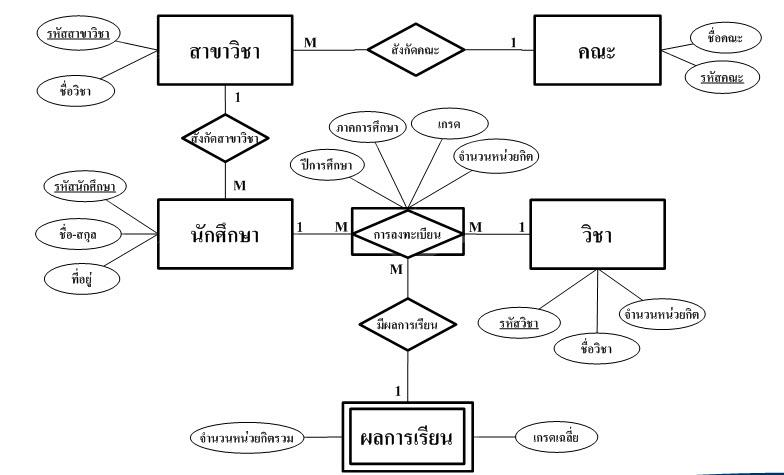 รหัสสาขาวิชา
สาขาวิชา
M
สังกัดคณะ
1
คณะ
ชื่อคณะ
ชื่อวิชา
รหัสคณะ
1
สังกัดสาขาวิชา
ภาคการศึกษา
เกรด
ปีการศึกษา
จำนวนหน่วยกิต
M
รหัสนักศึกษา
ชื่อ-สกุล
ที่อยู่
นักศึกษา
1
M
การลงทะเบียน
M
1
วิชา
M
มีผลการเรียน
รหัสวิชา
จำนวนหน่วยกิต
ชื่อวิชา
1
จำนวนหน่วยกิตรวม
ผลการเรียน
เกรดเฉลี่ย